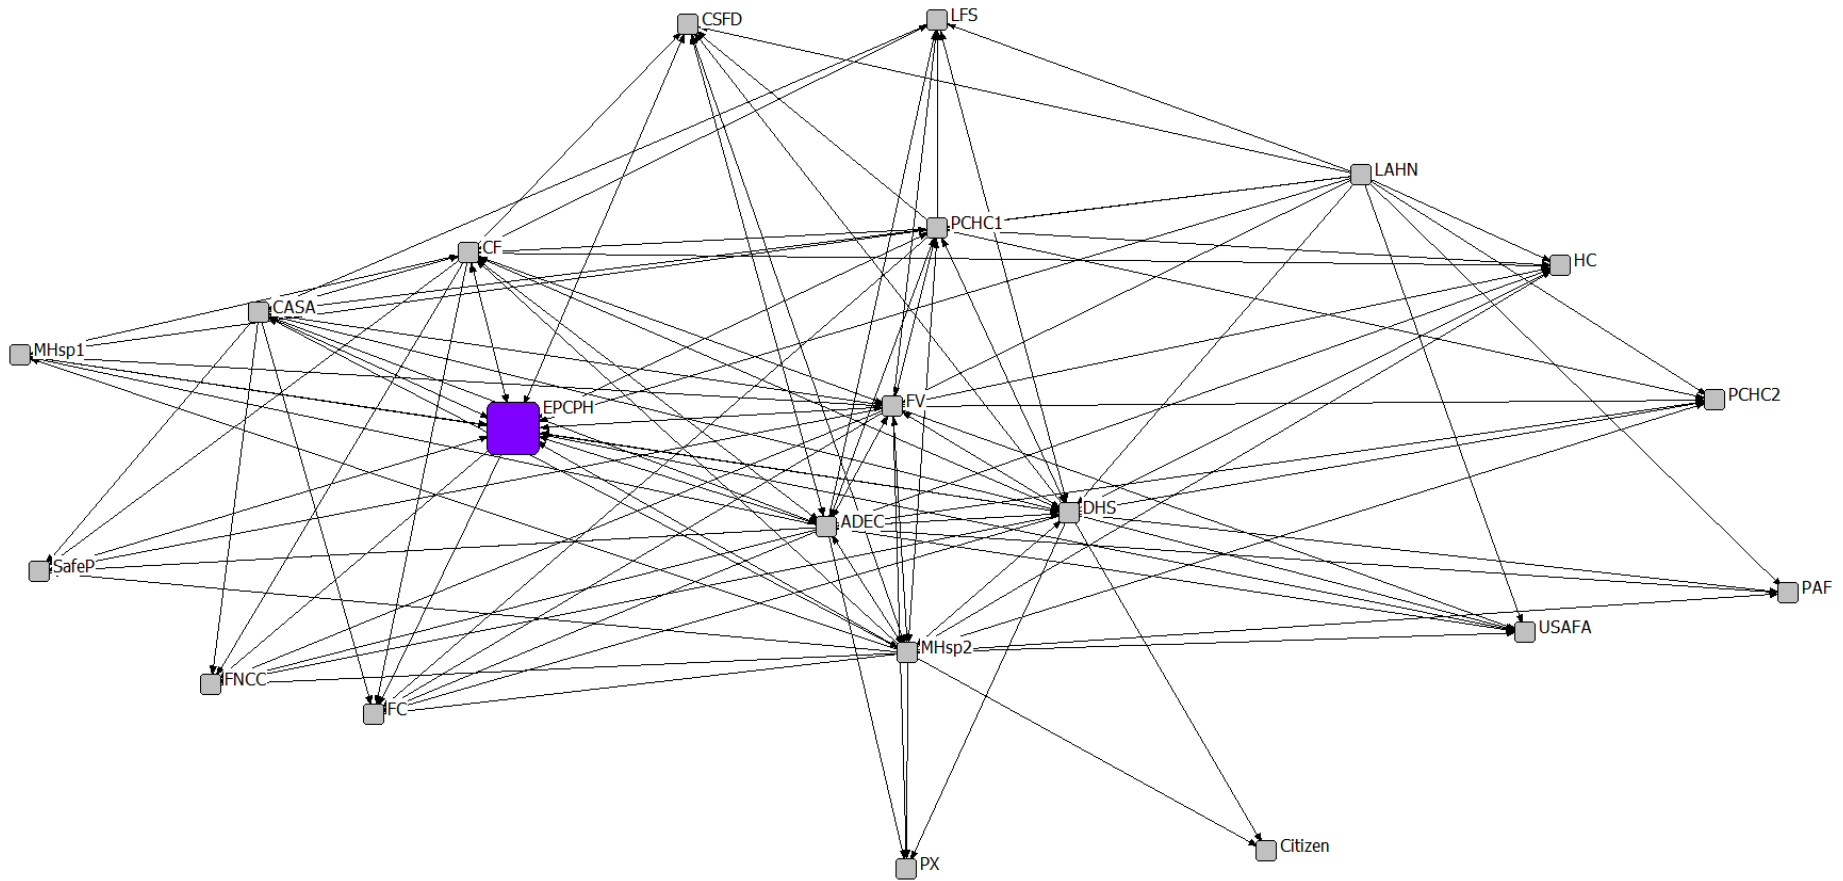 CSFD
LFS
LAHN
PCHC1
CF
HC
CASA
MHsp1
PCHC2
FV
EPCPH
DHS
ADEC
SafeP
PAF
USAFA
MHsp2
FNCC
FC
Citizen
PX